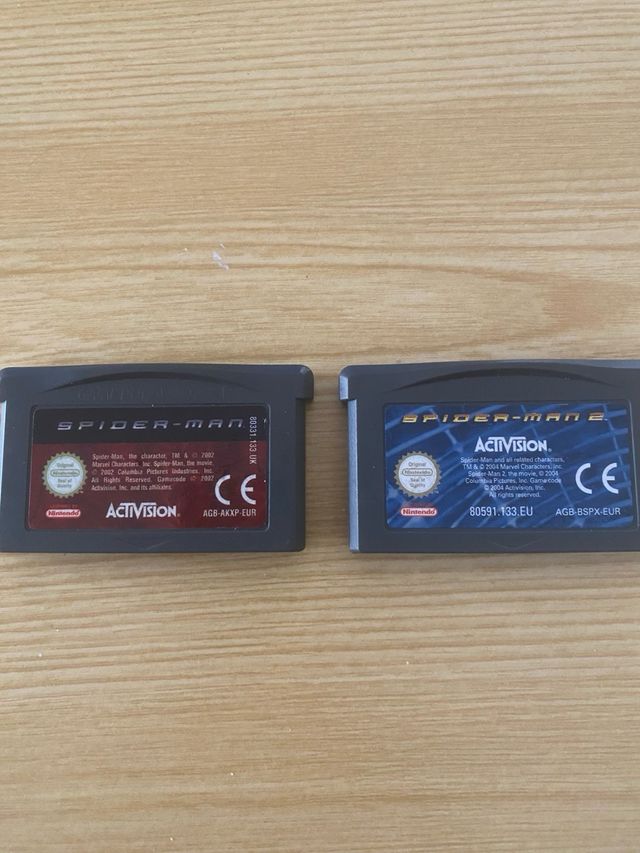 SPIDER-MAN
80331.133.UK
Spider-Man, the character, TM & © 2002
Marvel Characters, Inc. Spider-Man, the movie,
© 2002 Columbia Pictures Industries, Inc.
All Rights Reserved. Gamecode © 2002
Activision, Inc. and its affiliates.
Original
Nintendo
Seal of
Quality
CE
Nintendo
ACTIVISION
AGB-AKXP-EUR
SPIDER-MAN 2
ACTIVISION
Spider-Man and all related characters,
TM & © 2004 Marvel Characters, Inc.
Spider-Man 2, the movie, © 2004
Columbia Pictures, Inc. Gamecode
© 2004 Activision, Inc.
All rights reserved.
Original
Nintendo
Seal of
Quality
CE
Nintendo
80591.133.EU
AGB-BSPX-EUR